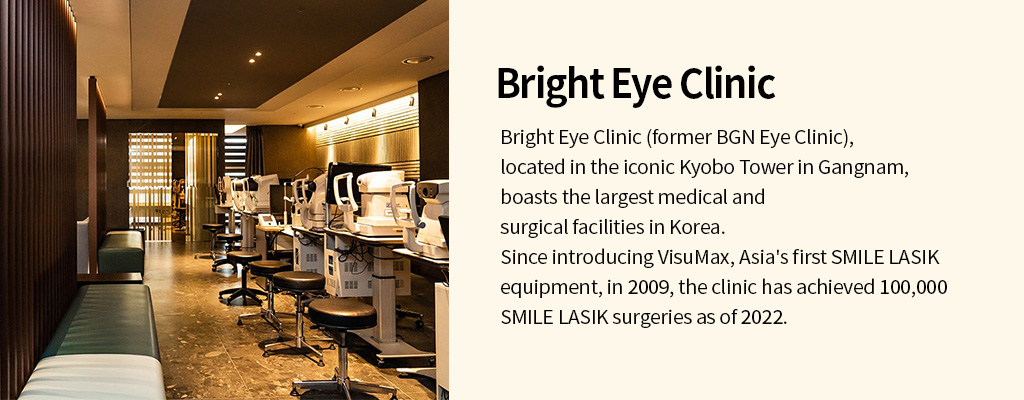 Bright Eye Clinic
Bright Eye Clinic (former BGN Eye Clinic),
located in the iconic Kyobo Tower in Gangnam,
boasts the largest medical and
surgical facilities in Korea.
Since introducing VisuMax, Asia's first SMILE LASIK
equipment, in 2009, the clinic has achieved 100,000
SMILE LASIK surgeries as of 2022.